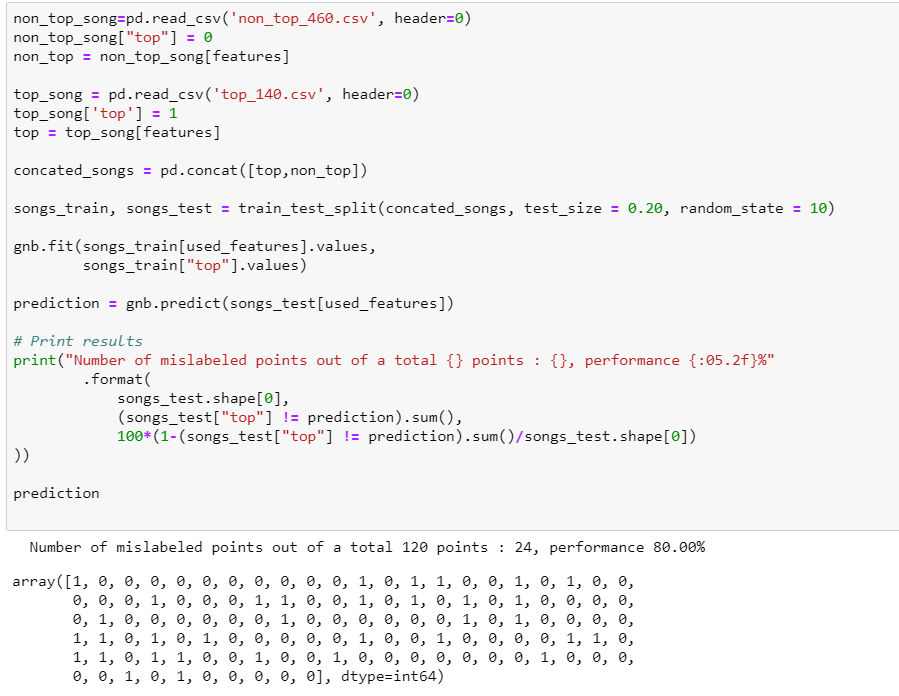 non_top_song=pd.read_csv('non_top_460.csv', header=0)
non_top_song["top"] = 0
non_top = non_top_song[features]

top_song = pd.read_csv('top_140.csv', header=0)
top_song['top'] = 1
top = top_song[features]

concated_songs = pd.concat([top,non_top])

songs_train, songs_test = train_test_split(concated_songs, test_size = 0.20, random_state = 10)

gnb.fit(songs_train[used_features].values,
        songs_train["top"].values)

prediction = gnb.predict(songs_test[used_features])

# Print results
print("Number of mislabeled points out of a total {} points : {}, performance {:05.2f}%"
        .format(
            songs_test.shape[0],
            (songs_test["top"] != prediction).sum(),
            100*(1-(songs_test["top"] != prediction).sum()/songs_test.shape[0])
))

prediction

Number of mislabeled points out of a total 120 points : 24, performance 80.00%
array([1, 0, 0, 0, 0, 0, 0, 0, 0, 0, 0, 1, 0, 1, 1, 0, 0, 1, 0, 1, 0, 0,
       0, 0, 0, 1, 0, 0, 0, 1, 1, 0, 0, 1, 0, 1, 0, 1, 0, 1, 0, 0, 0, 0,
       0, 1, 0, 0, 0, 0, 0, 0, 1, 0, 0, 0, 0, 0, 0, 1, 0, 1, 0, 0, 0, 0,
       1, 1, 0, 1, 0, 1, 0, 0, 0, 0, 0, 1, 0, 0, 1, 0, 0, 0, 0, 1, 1, 0,
       1, 1, 0, 1, 1, 0, 0, 1, 0, 0, 1, 0, 0, 0, 0, 0, 0, 0, 1, 0, 0, 0,
       0, 0, 1, 0, 1, 0, 0, 0, 0, 0], dtype=int64)